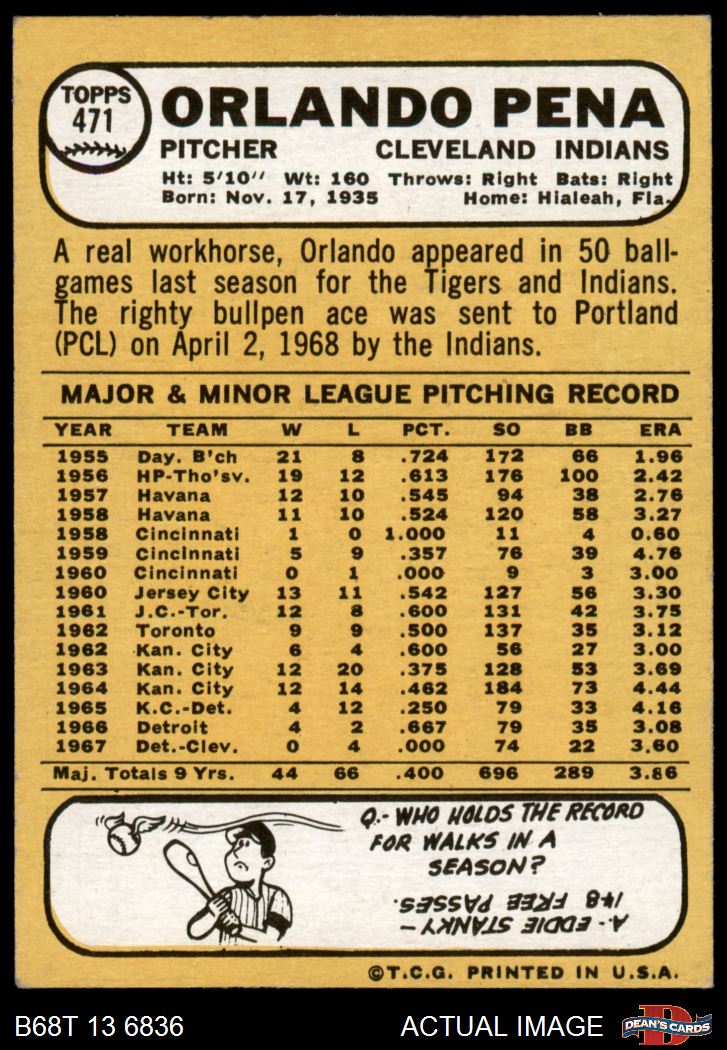 TOPPS
471
ORLANDO PENA
PITCHER CLEVELAND INDIANS
Ht: 5'10" Wt: 160 Throws: Right Bats: Right
Born: Nov. 17, 1935 Home: Hialeah, Fla.
A real workhorse, Orlando appeared in 50 ball-
games last season for the Tigers and Indians.
The righty bullpen ace was sent to Portland
(PCL) on April 2, 1968 by the Indians.
MAJOR & MINOR LEAGUE PITCHING RECORD
YEAR TEAM W L PCT. SO BB ERA
1955 Day. B'ch 21 8 .724 172 66 1.96
1956 HP-Tho'sv. 19 12 .613 176 100 2.42
1957 Havana 12 10 .545 94 38 2.76
1958 Havana 11 10 .524 120 58 3.27
1958 Cincinnati 1 0 1.000 11 4 0.60
1959 Cincinnati 5 9 .357 76 39 4.76
1960 Cincinnati 0 1 .000 9 3 3.00
1960 Jersey City 13 11 .542 127 56 3.30
1961 J.C.-Tor. 12 8 .600 131 42 3.75
1962 Toronto 9 9 .500 137 35 3.12
1962 Kan. City 6 4 .600 56 27 3.00
1963 Kan. City 12 20 .375 128 53 3.69
1964 Kan. City 12 14 .462 184 73 4.44
1965 K.C.-Det. 4 12 .250 79 33 4.16
1966 Detroit 4 2 .667 79 35 3.08
1967 Det.-Clev. 0 4 .000 74 22 3.60
Maj. Totals 9 Yrs. 44 66 .400 696 289 3.86
Q.- WHO HOLDS THE RECORD
FOR WALKS IN A
SEASON?
A.- EDDIE STANKY -
148 FREE PASSES.
©T.C.G. PRINTED IN U.S.A.
B68T 13 6836 ACTUAL IMAGE
D
DEAN'S CARDS